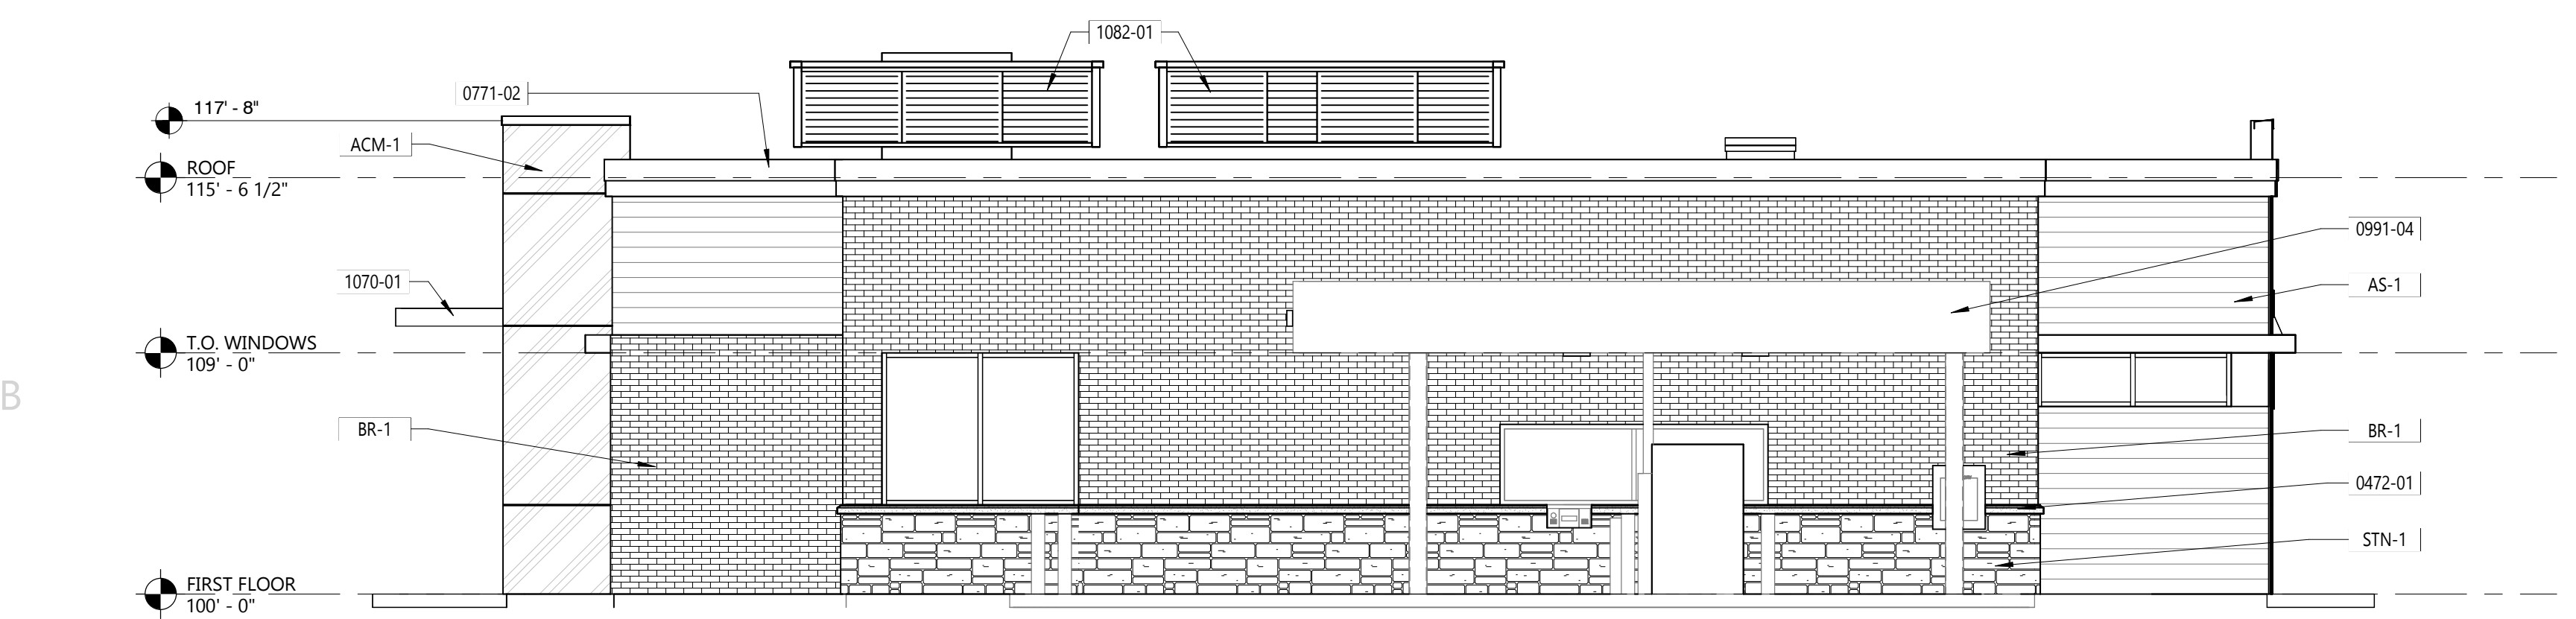 1082-01
0771-02
117' - 8"
ACM-1
ROOF
115' - 6 1/2"
0991-04
1070-01
AS-1
T.O. WINDOWS
109' - 0"
B
BR-1
BR-1
0472-01
STN-1
FIRST FLOOR
100' - 0"